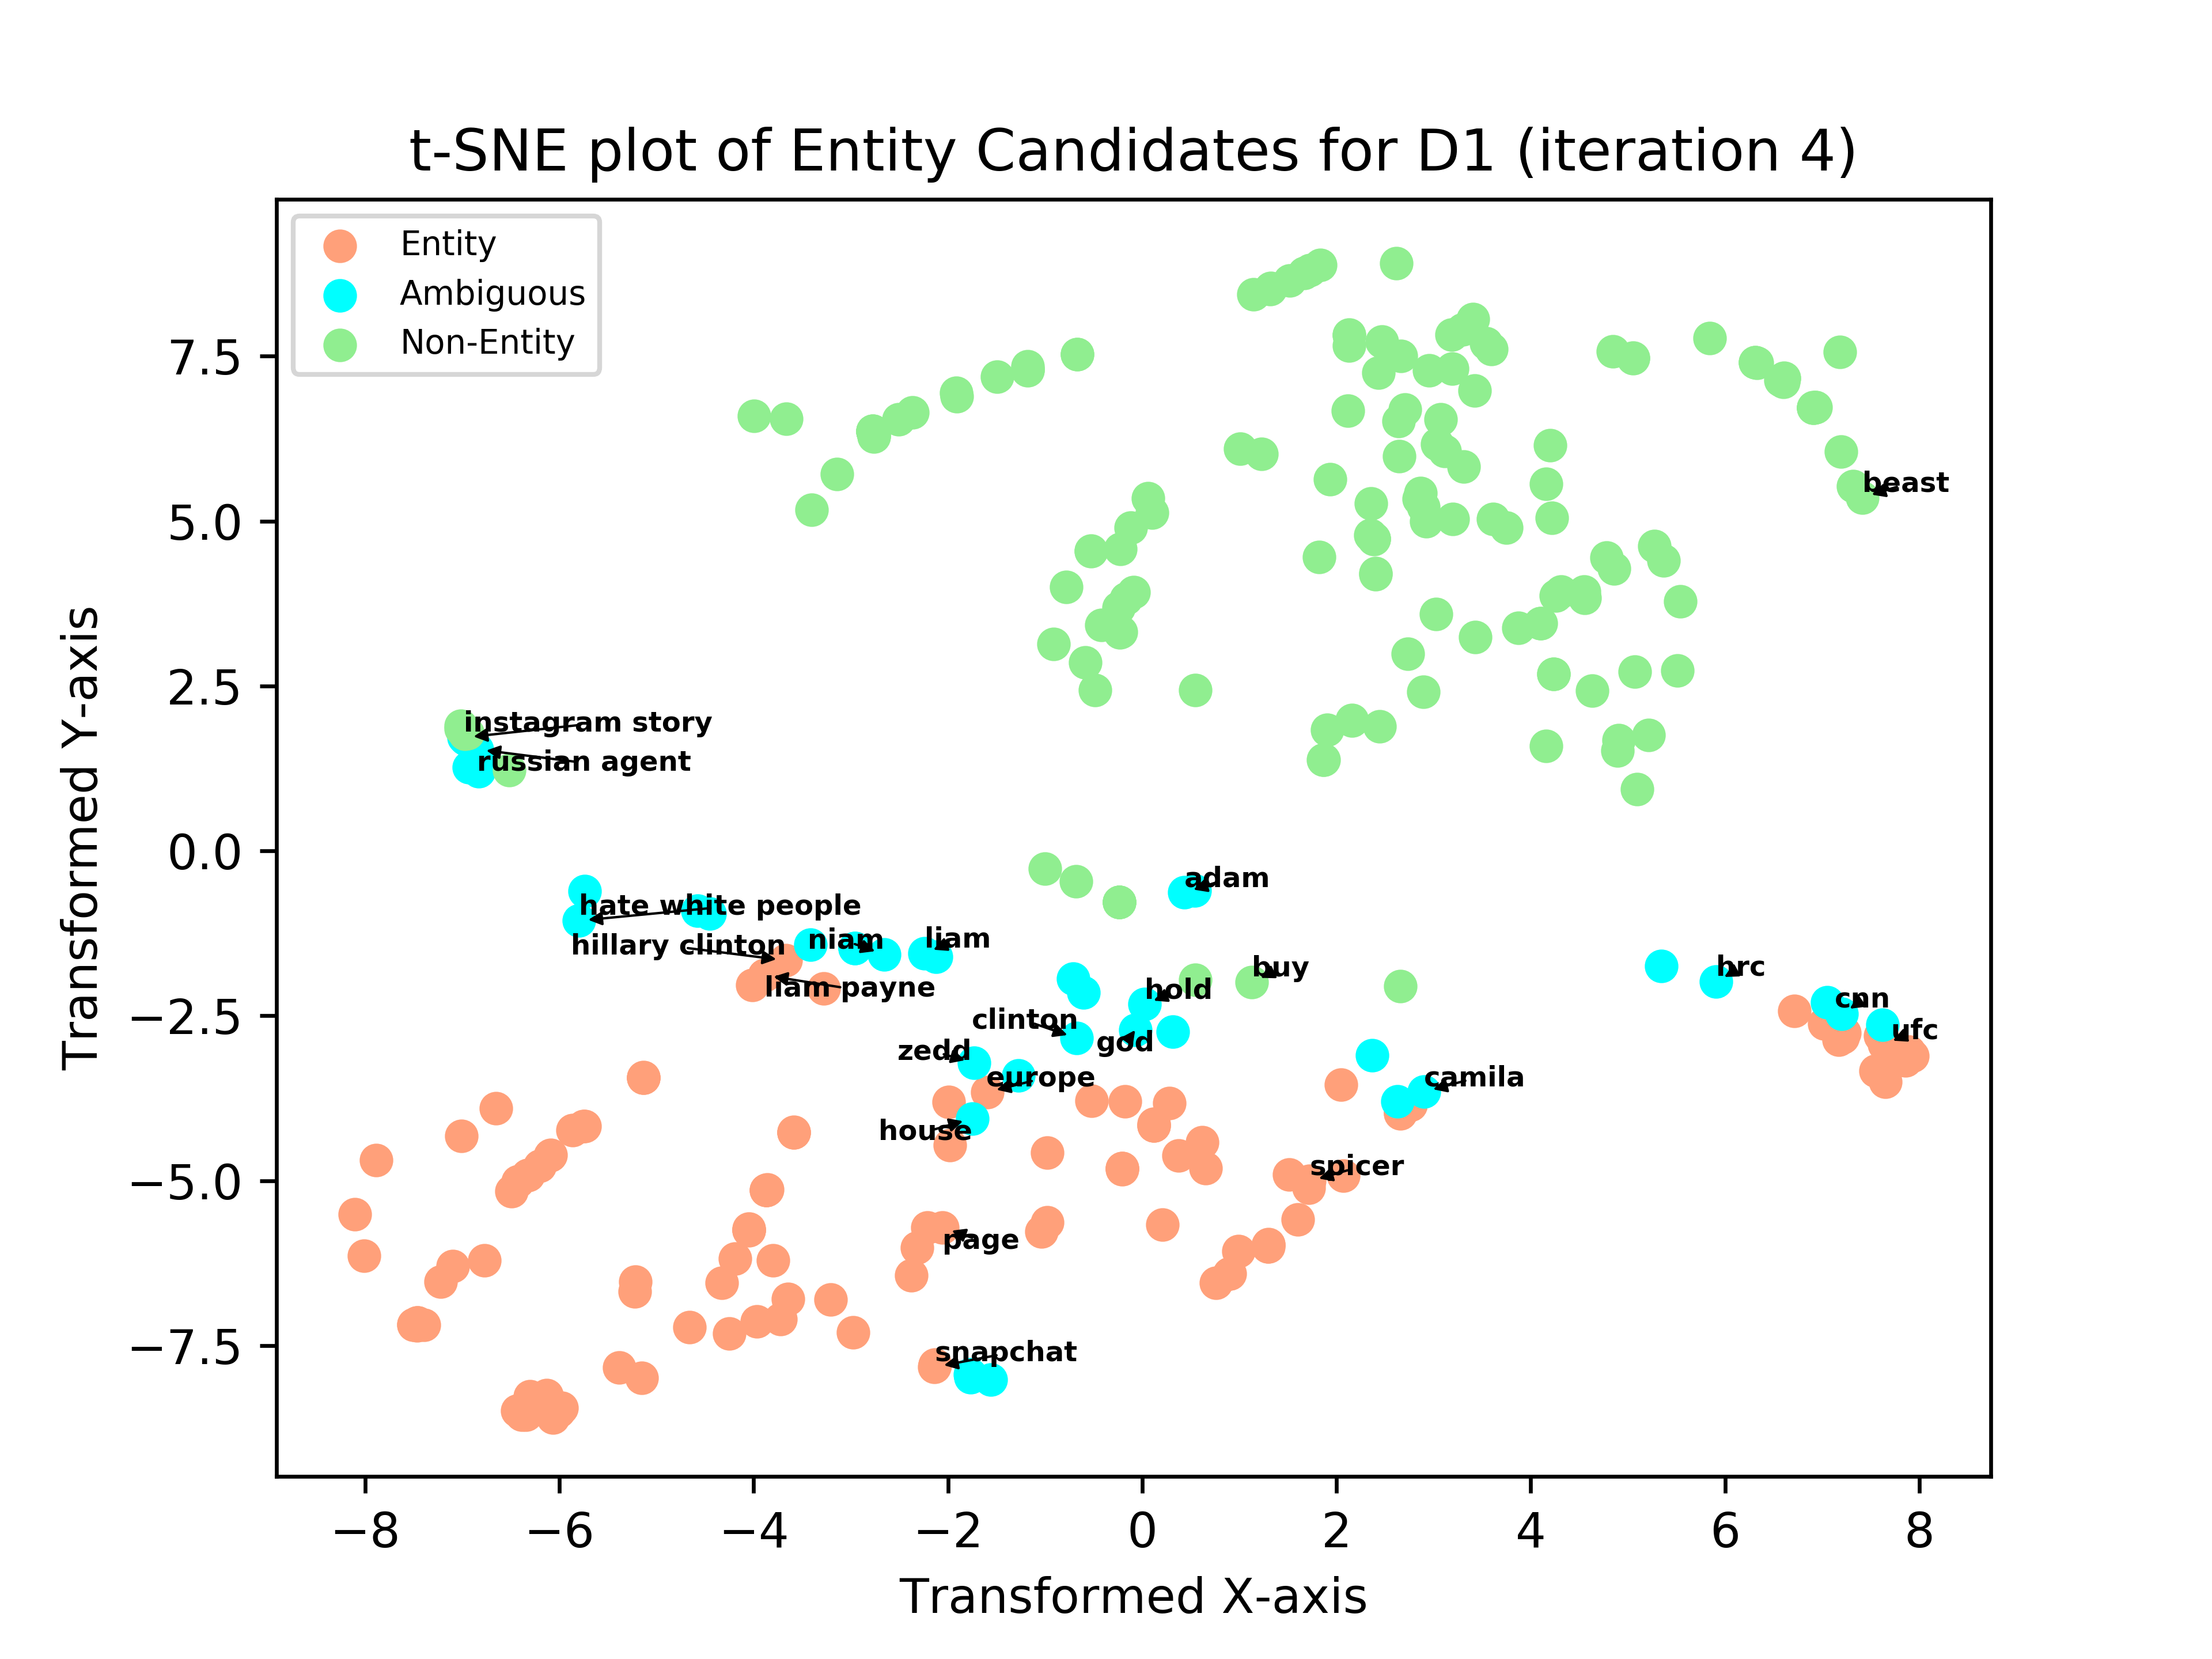 t-SNE plot of Entity Candidates for D1 (iteration 4)
Entity
Ambiguous
Non-Entity
7.5
5.0
2.5
0.0
−2.5
−5.0
−7.5
Transformed Y-axis
beast
instagram story
russian agent
adam
hate white people
hillary clinton
niam
liam
liam payne
buy
hrc
hold
cnn
clinton
god
ufc
zedd
europe
camila
house
spicer
page
snapchat
−8
−6
−4
−2
0
2
4
6
8
Transformed X-axis